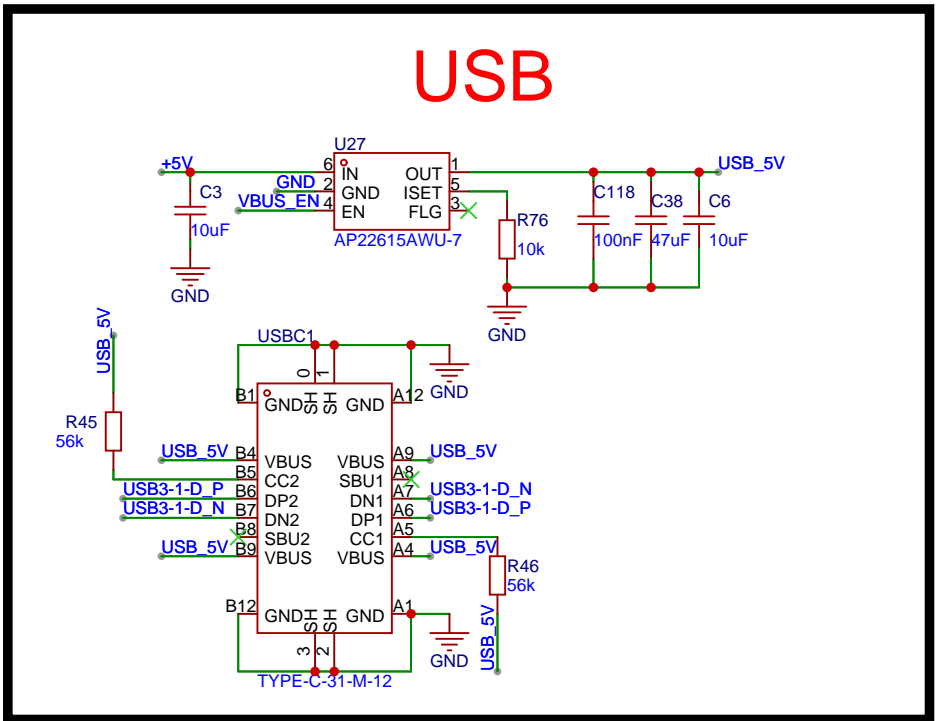 USB
U27
+5V
6
IN
OUT
1
USB_5V
GND
2
GND
ISET
5
VBUS_EN
4
EN
FLG
3
AP22615AWU-7
C3
10uF
GND
R76
10k
C118
100nF
C38
47uF
C6
10uF
GND
USB_5V
R45
56k
USBC1
0
1
SH
SH
GND
B1
GND
GND
A12
USB_5V
B4
VBUS
VBUS
A9
USB_5V
B5
CC2
SBU1
A8
USB3-1-D_P
B6
DP2
DN1
A7
USB3-1-D_N
USB3-1-D_N
B7
DN2
DP1
A6
USB3-1-D_P
B8
SBU2
CC1
A5
USB_5V
B9
VBUS
VBUS
A4
USB_5V
R46
56k
USB_5V
B12
GND
SH
SH
GND
A1
3
2
GND
TYPE-C-31-M-12